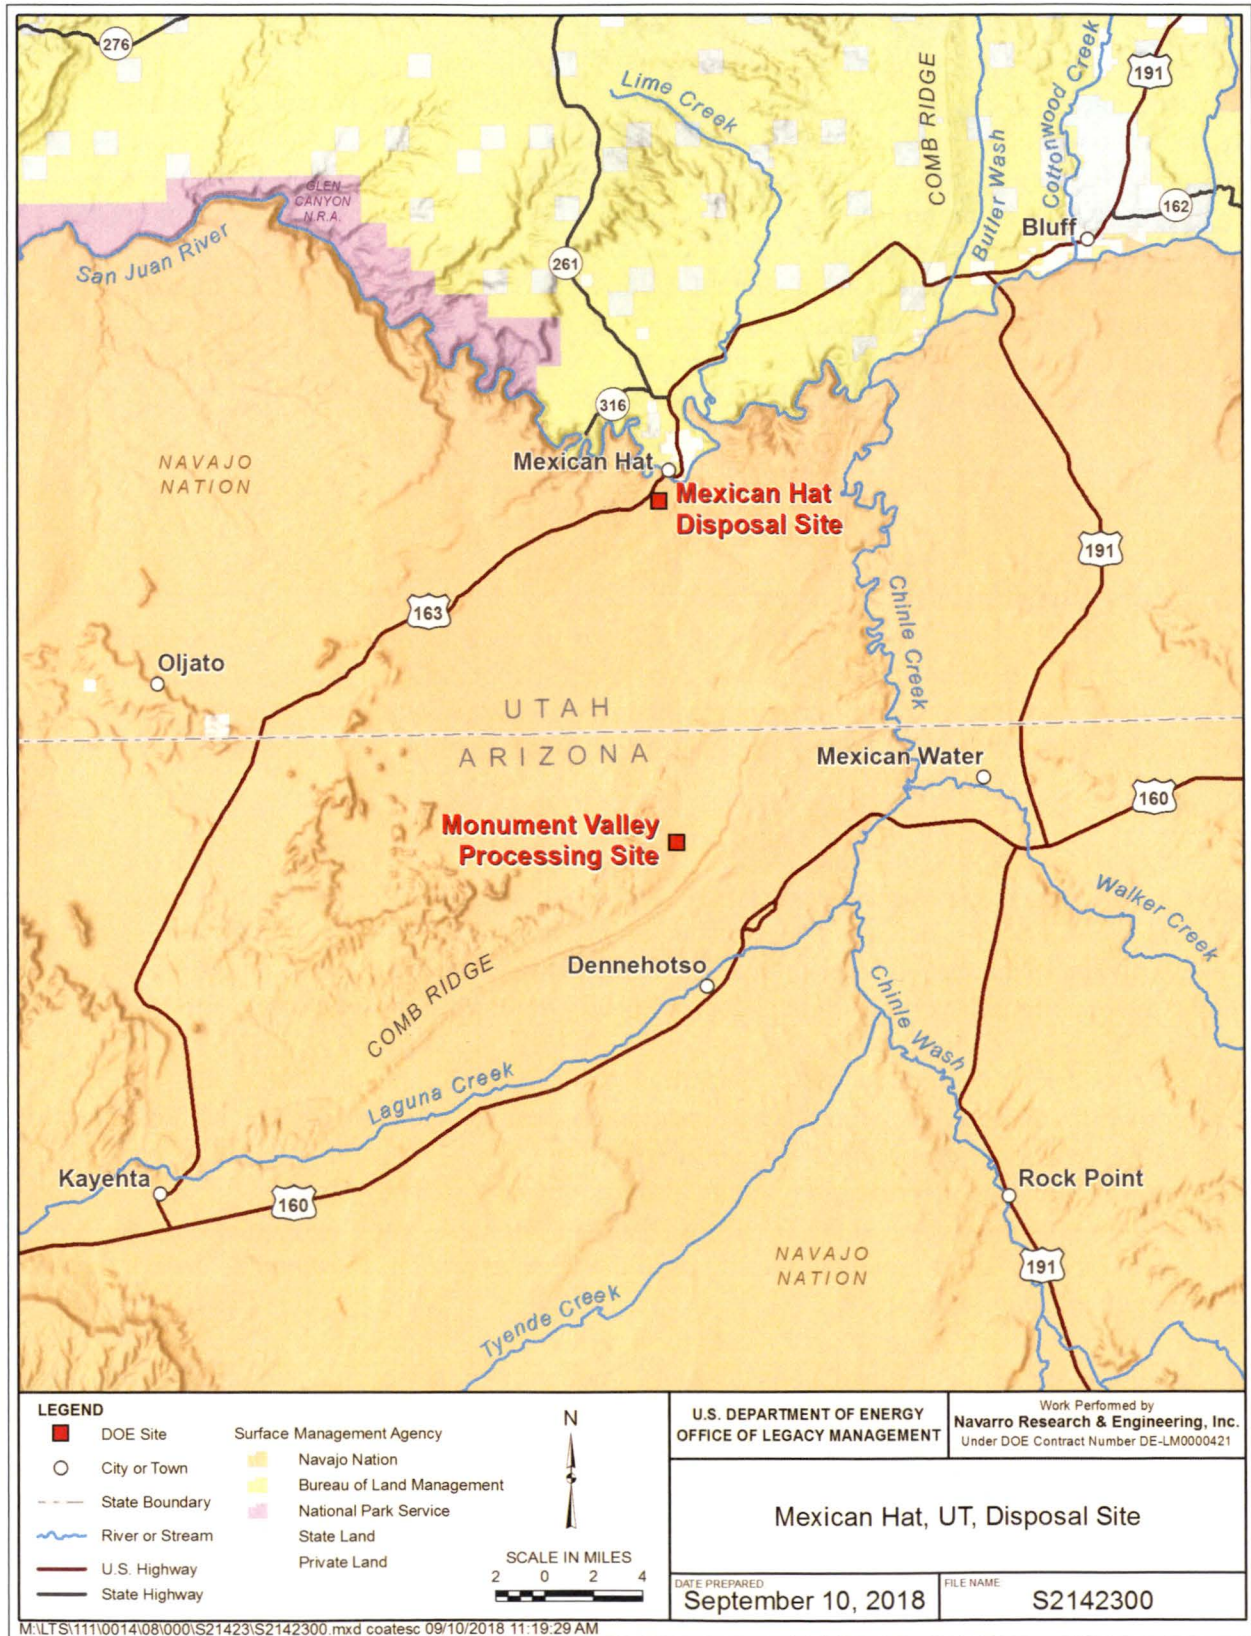 276
191
Lime Creek
COMB RIDGE
Butler Wash
Cottonwood Creek
162
GLEN
CANYON
N.R.A.
Bluff
San Juan River
261
316
NAVAJO
NATION
Mexican Hat
Mexican Hat
Disposal Site
191
163
Chinle Creek
Oljato
UTAH
ARIZONA
Mexican Water
160
Monument Valley
Processing Site
Walker Creek
COMB RIDGE
Dennehotso
Chinle Wash
Laguna Creek
Kayenta
160
Rock Point
NAVAJO
NATION
191
Tyende Creek
LEGEND
DOE Site
City or Town
State Boundary
River or Stream
U.S. Highway
State Highway
Surface Management Agency
Navajo Nation
Bureau of Land Management
National Park Service
State Land
Private Land
N
SCALE IN MILES
2 0 2 4
U.S. DEPARTMENT OF ENERGY
OFFICE OF LEGACY MANAGEMENT
Work Performed by
Navarro Research & Engineering, Inc.
Under DOE Contract Number DE-LM0000421
Mexican Hat, UT, Disposal Site
DATE PREPARED
September 10, 2018
FILE NAME
S2142300
M:\LTS\111\0014\08\000\S21423\S2142300.mxd coatesc 09/10/2018 11:19:29 AM